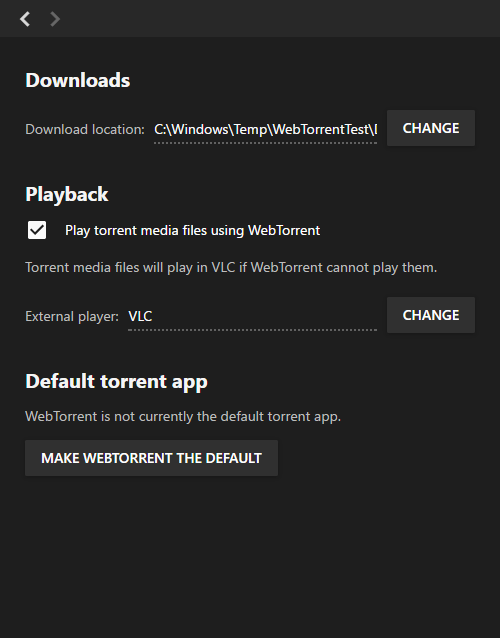 Downloads
Download location: C:\Windows\Temp\WebTorrentTest\ CHANGE
Playback
Play torrent media files using WebTorrent
Torrent media files will play in VLC if WebTorrent cannot play them.
External player: VLC CHANGE
Default torrent app
WebTorrent is not currently the default torrent app.
MAKE WEBTORRENT THE DEFAULT